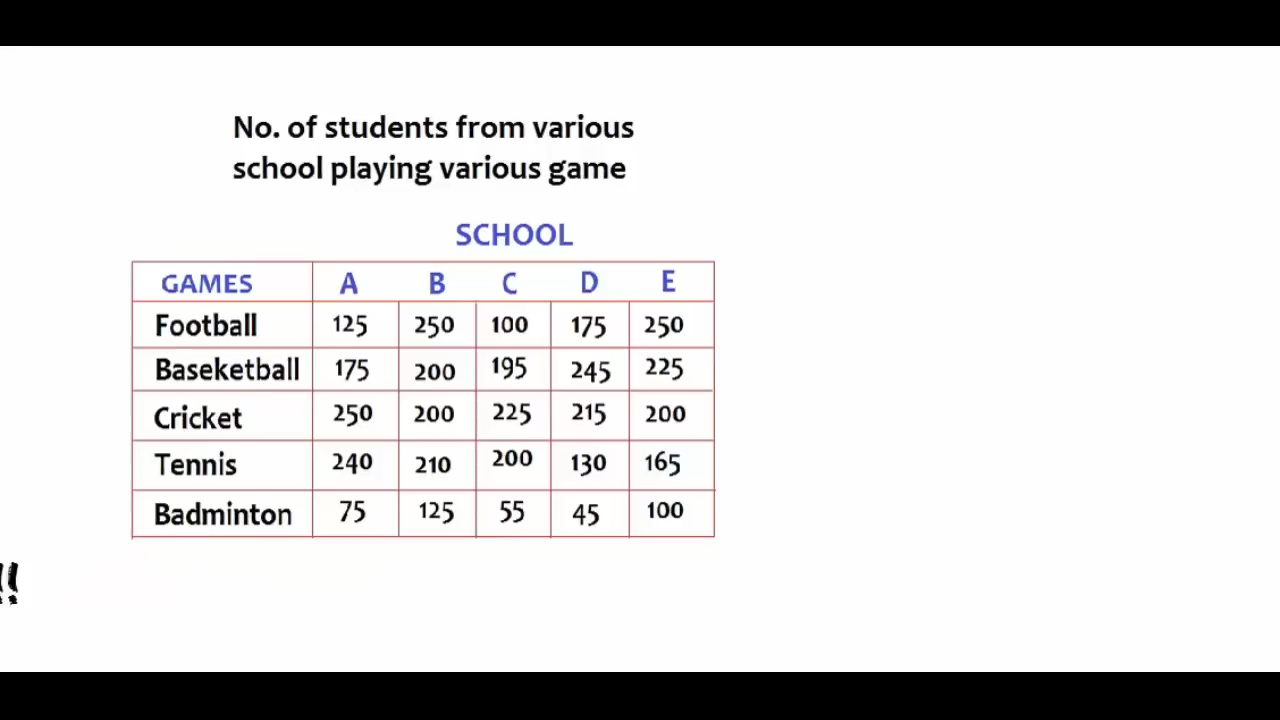 No. of students from various
school playing various game
SCHOOL
GAMES A B C D E
Football 125 250 100 175 250
Baseketball 175 200 195 245 225
Cricket 250 200 225 215 200
Tennis 240 210 200 130 165
Badminton 75 125 55 45 100
!!